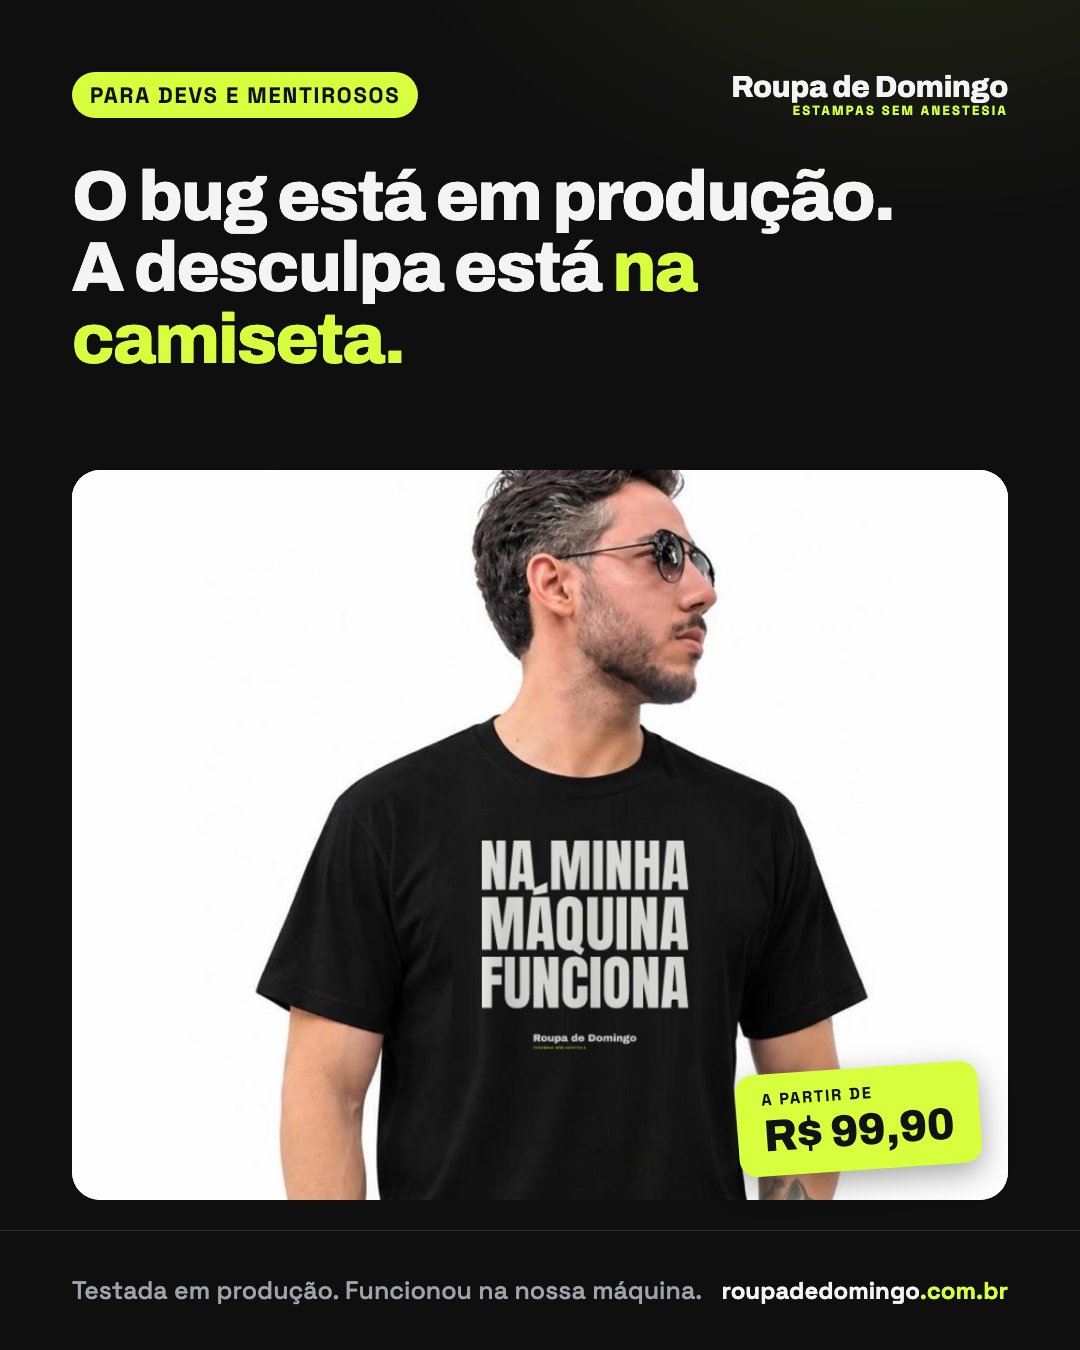 PARA DEVS E MENTIROSOS
Roupa de Domingo
ESTAMPAS SEM ANESTESIA
O bug está em produção.
A desculpa está na
camiseta.
NA MINHA
MÁQUINA
FUNCIONA
Roupa de Domingo
A PARTIR DE
R$ 99,90
Testada em produção. Funcionou na nossa máquina.
roupadedomingo.com.br